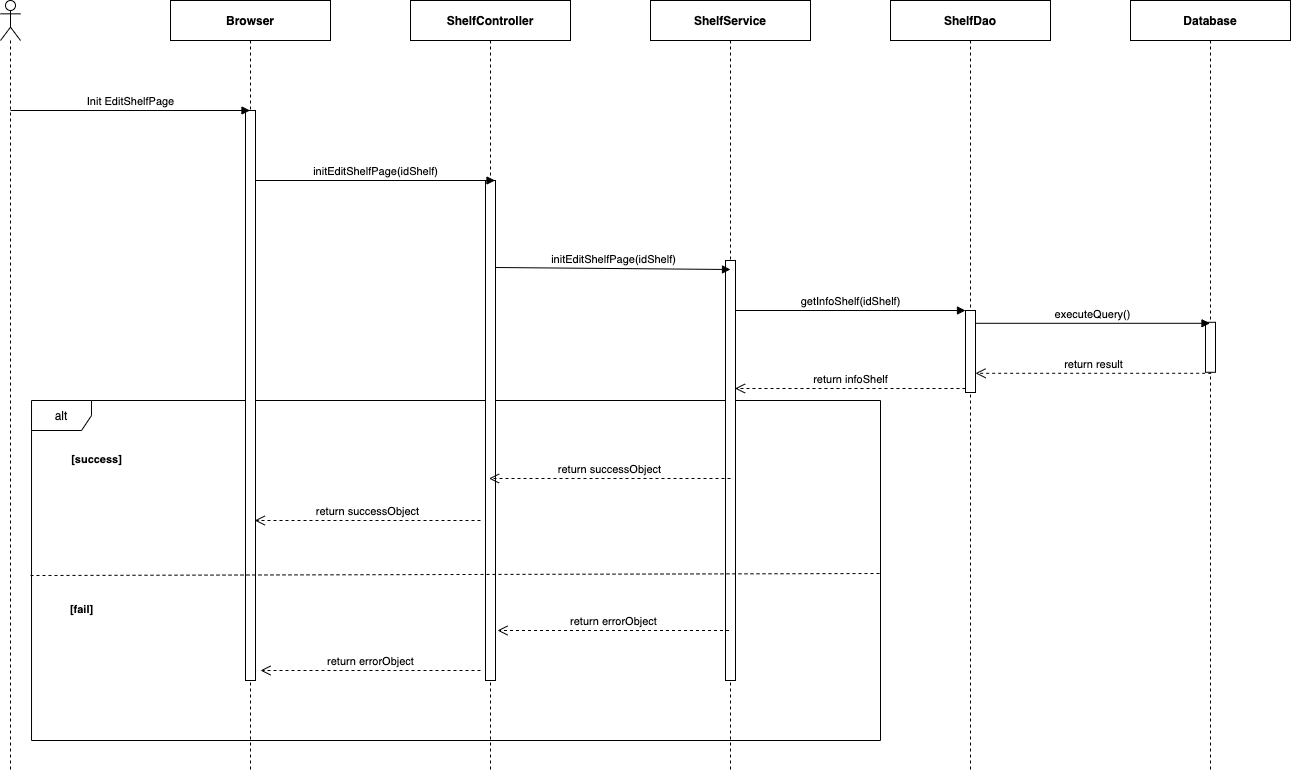 Browser
ShelfController
ShelfService
ShelfDao
Database
Init EditShelfPage
initEditShelfPage(idShelf)
initEditShelfPage(idShelf)
getInfoShelf(idShelf)
executeQuery()
return result
return infoShelf
alt
[success]
return successObject
return successObject
[fail]
return errorObject
return errorObject